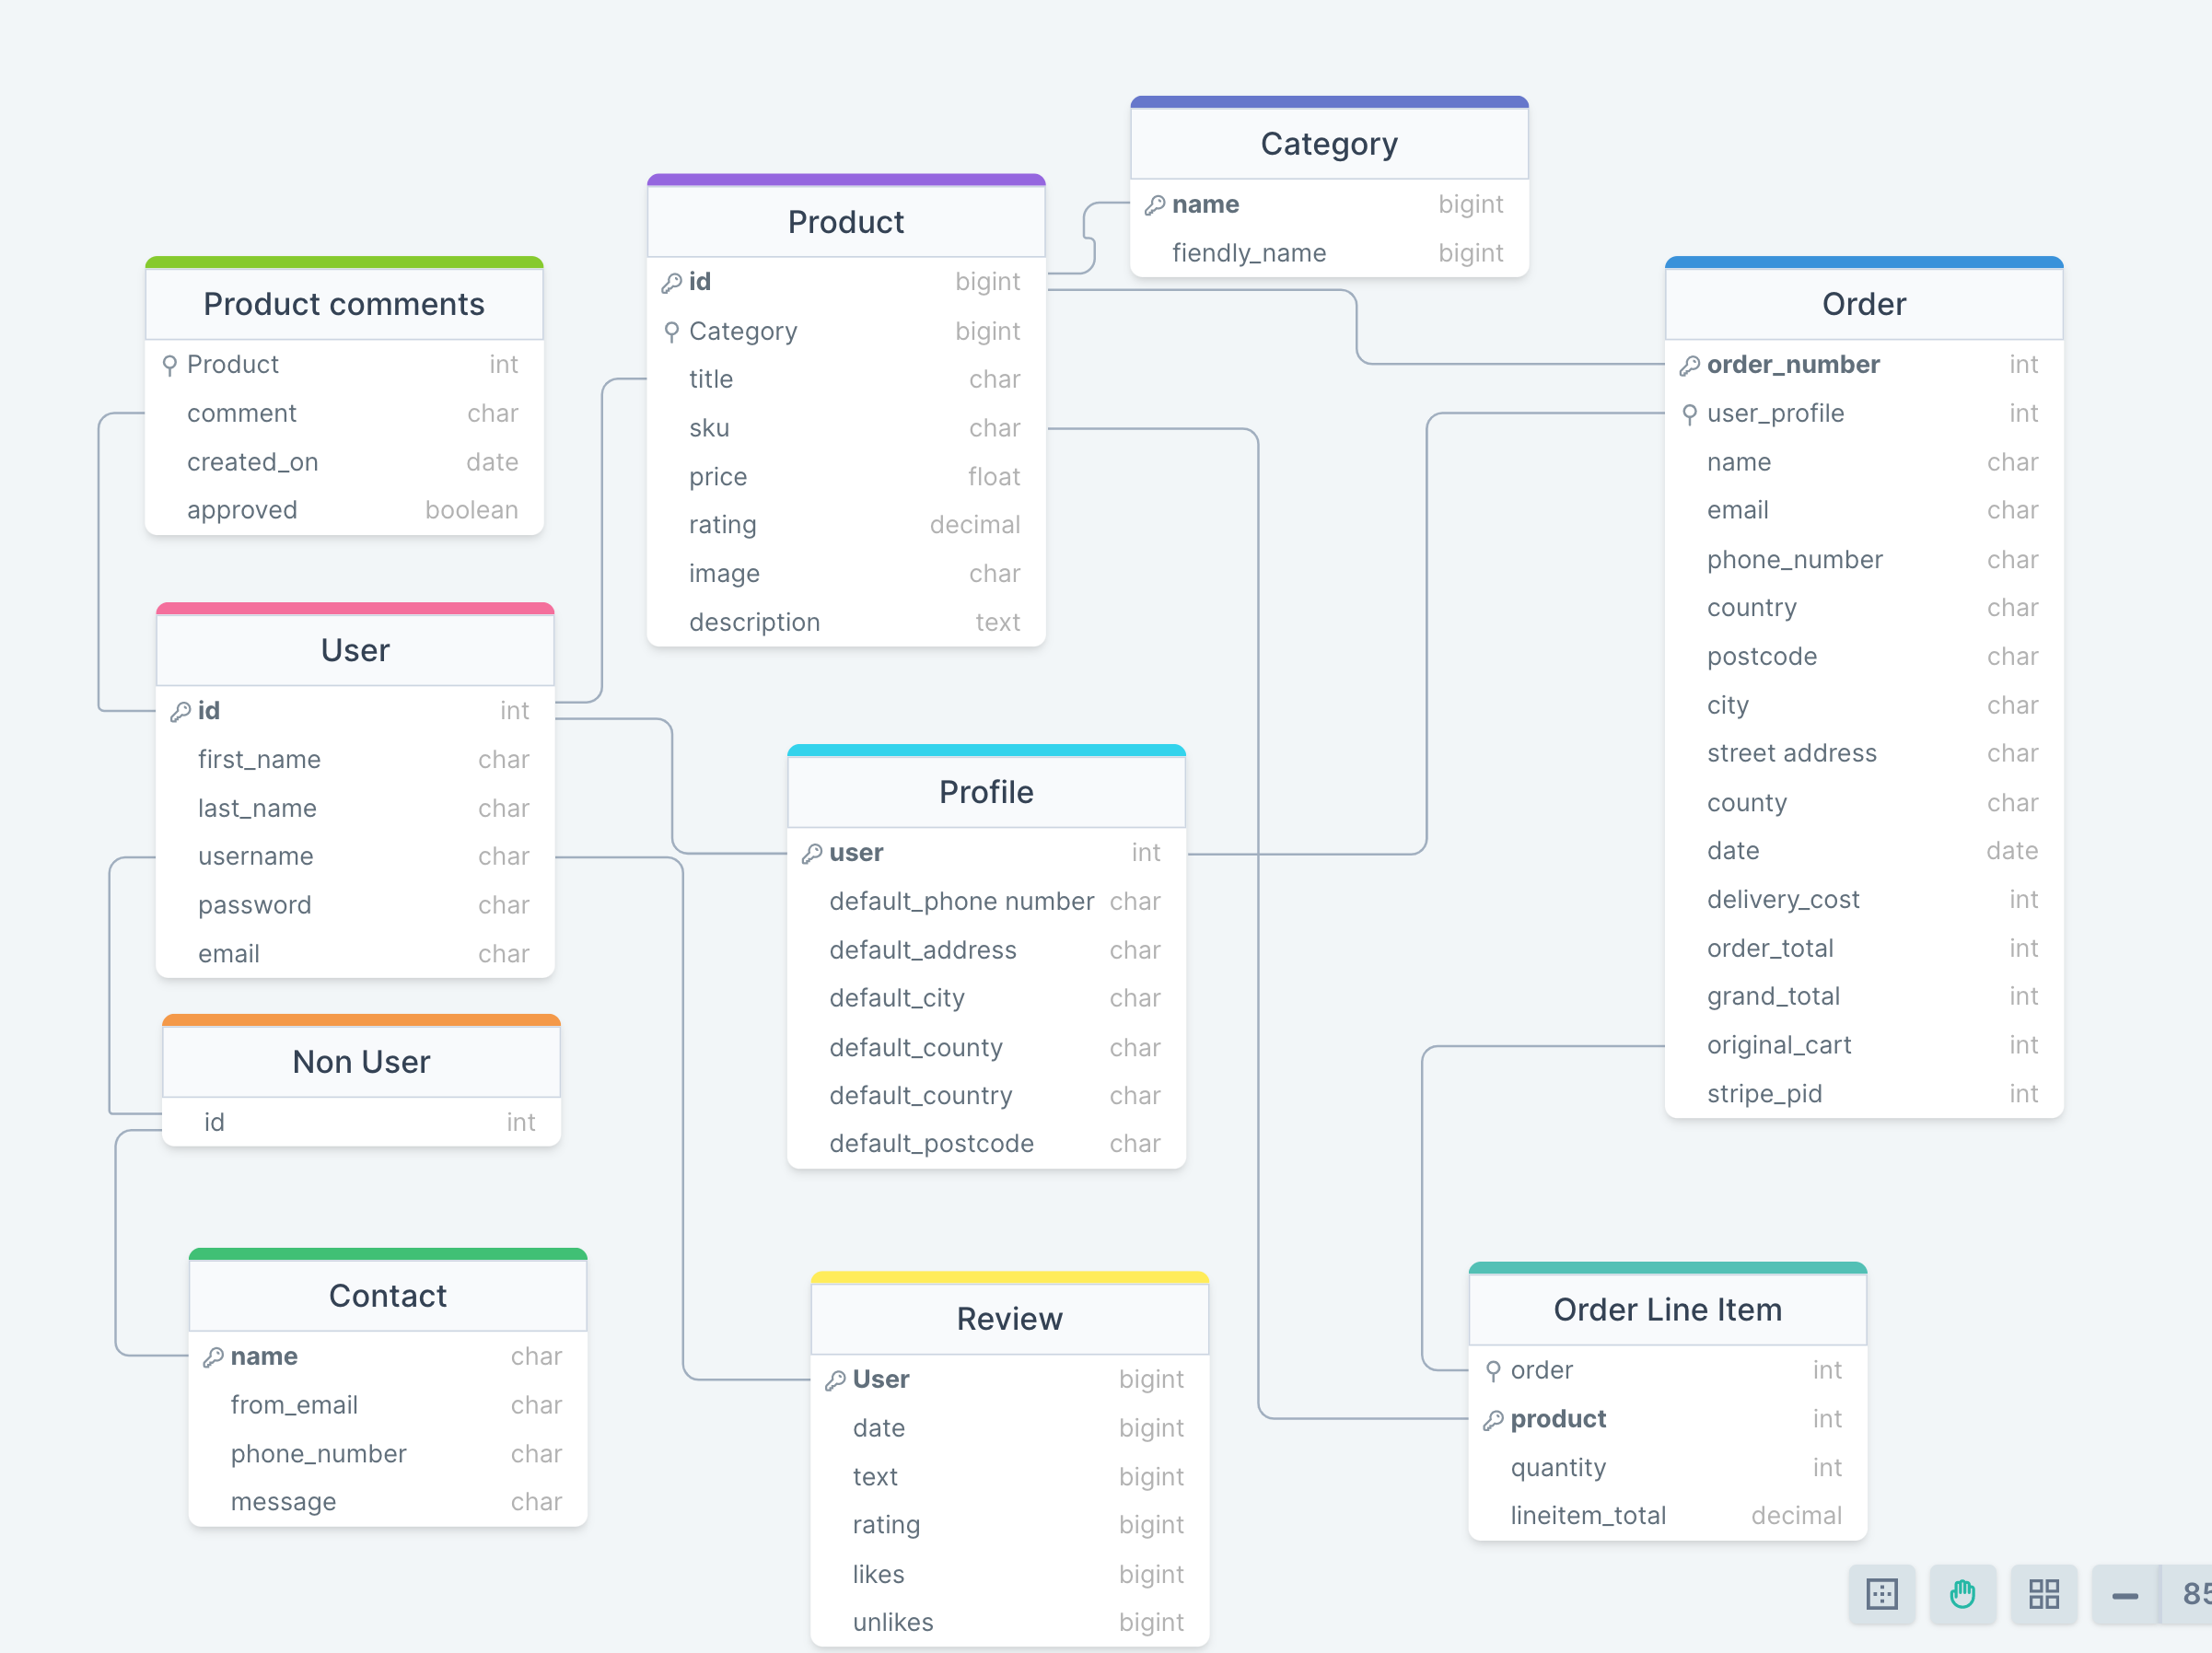 Category
name bigint
fiendly_name bigint
Product
id bigint
Category bigint
title char
sku char
price float
rating decimal
image char
description text
Product comments
Product int
comment char
created_on date
approved boolean
Order
order_number int
user_profile int
name char
email char
phone_number char
country char
postcode char
city char
street address char
county char
date date
delivery_cost int
order_total int
grand_total int
original_cart int
stripe_pid int
User
id int
first_name char
last_name char
username char
password char
email char
Profile
user int
default_phone number char
default_address char
default_city char
default_county char
default_country char
default_postcode char
Non User
id int
Contact
name char
from_email char
phone_number char
message char
Review
User bigint
date bigint
text bigint
rating bigint
likes bigint
unlikes bigint
Order Line Item
order int
product int
quantity int
lineitem_total decimal
85